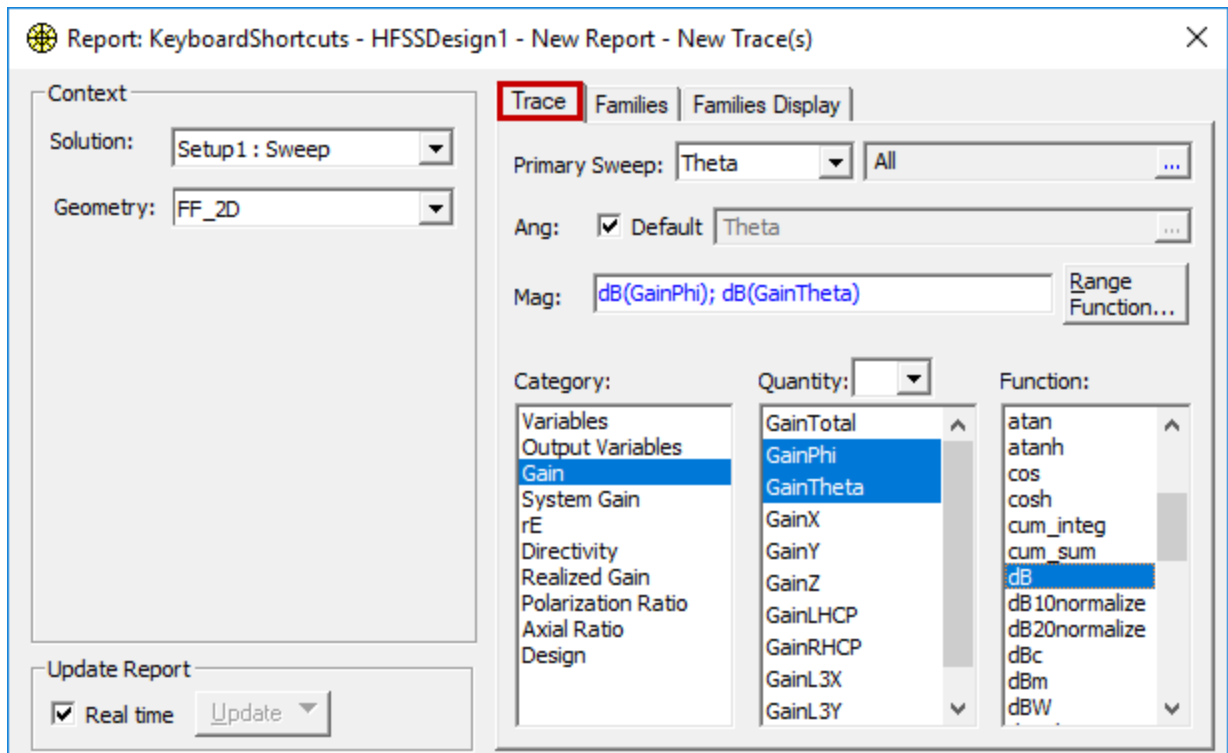 Report: KeyboardShortcuts - HFSSDesign1 - New Report - New Trace(s)
Context
Solution: Setup1 : Sweep
Geometry: FF_2D
Update Report
Real time Update
Trace Families Families Display
Primary Sweep: Theta All ...
Ang: Default Theta ...
Mag: dB(GainPhi); dB(GainTheta) Range Function...
Category:
Variables
Output Variables
Gain
System Gain
rE
Directivity
Realized Gain
Polarization Ratio
Axial Ratio
Design
Quantity:
GainTotal
GainPhi
GainTheta
GainX
GainY
GainZ
GainLHCP
GainRHCP
GainL3X
GainL3Y
Function:
atan
atanh
cos
cosh
cum_integ
cum_sum
dB
dB10normalize
dB20normalize
dBc
dBm
dBW